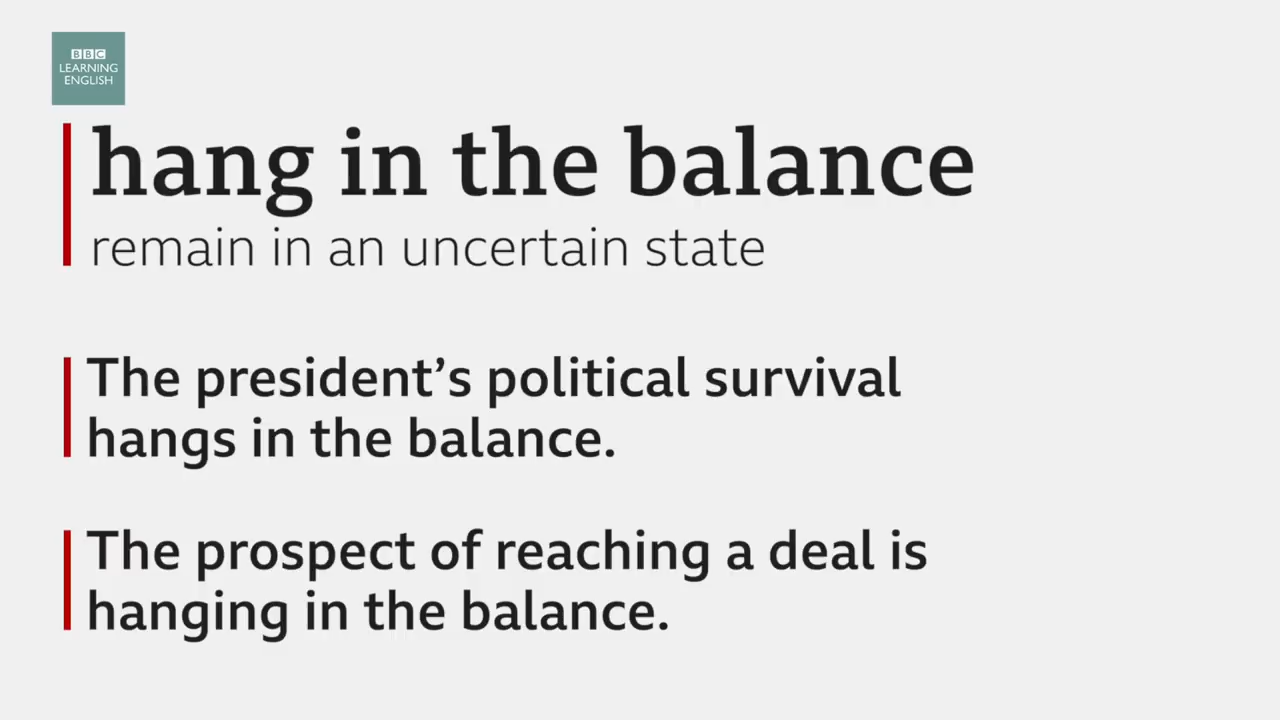 BBC
LEARNING
ENGLISH
hang in the balance
remain in an uncertain state
The president’s political survival
hangs in the balance.
The prospect of reaching a deal is
hanging in the balance.